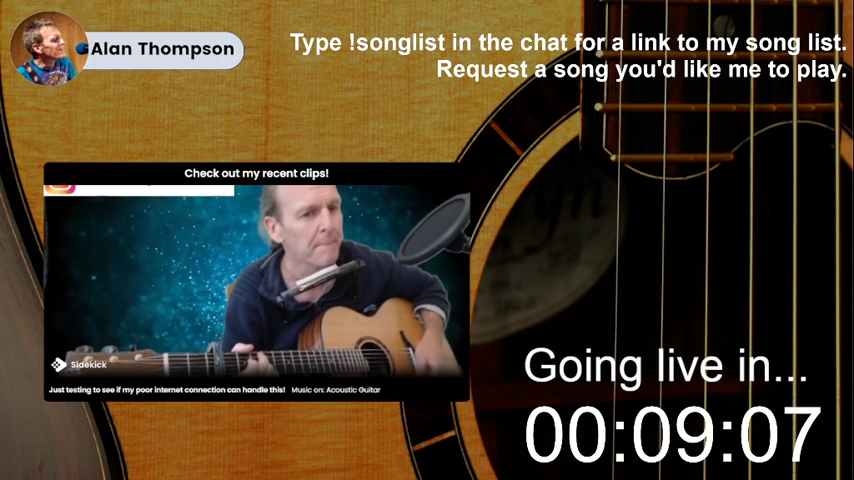 Alan Thompson
Type !songlist in the chat for a link to my song list.
Request a song you'd like me to play.
Check out my recent clips!
Sidekick
Just testing to see if my poor internet connection can handle this! Music on: Acoustic Guitar
Going live in...
00:09:07